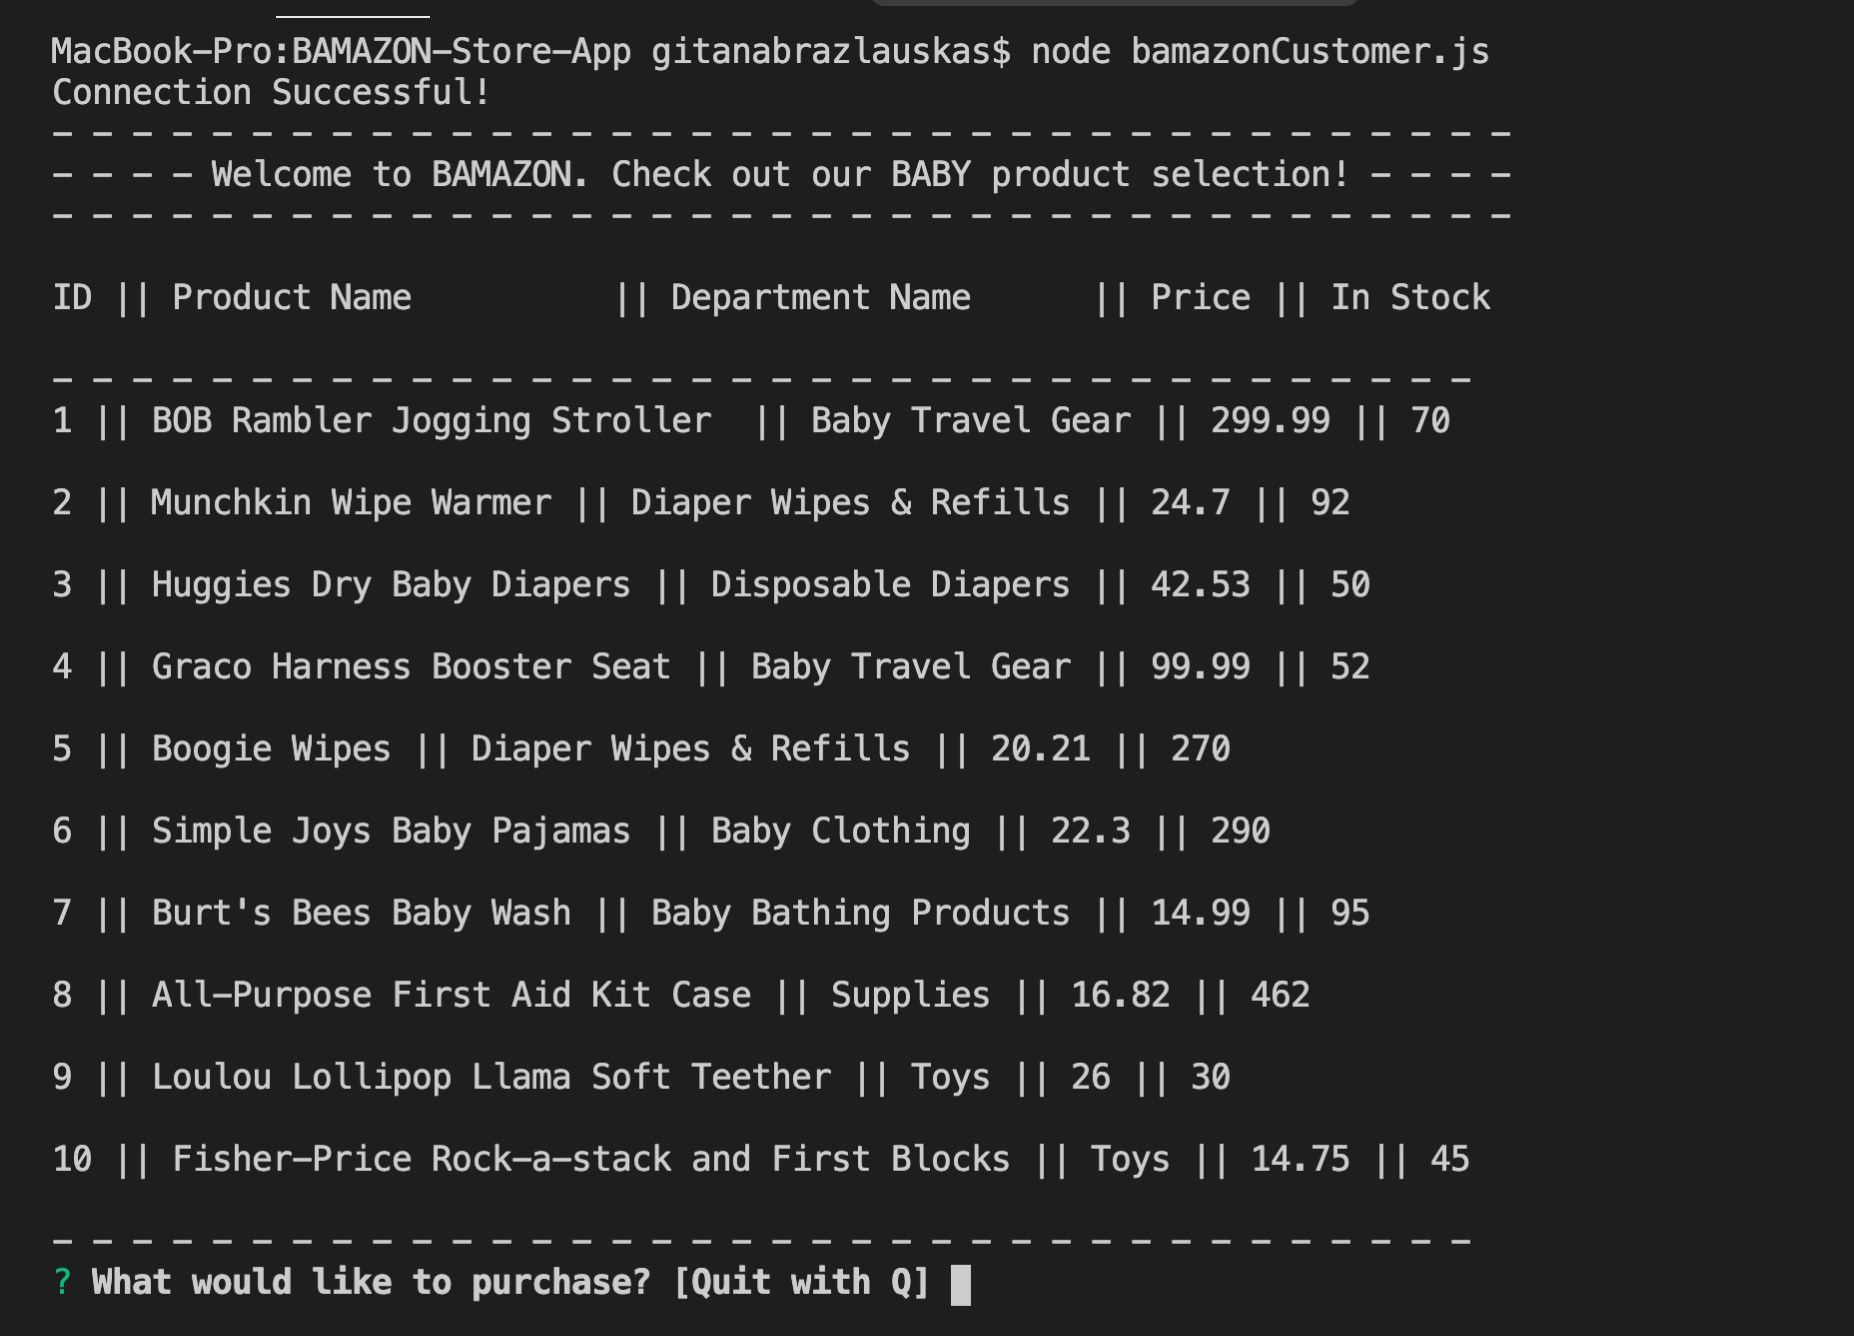 MacBook-Pro:BAMAZON-Store-App gitanabrazlauskas$ node bamazonCustomer.js
Connection Successful!
- - - - - - - - - - - - - - - - - - - - - - - - - - - - - - - - - - - - -
- - - - Welcome to BAMAZON. Check out our BABY product selection! - - - -
- - - - - - - - - - - - - - - - - - - - - - - - - - - - - - - - - - - - -
ID || Product Name          || Department Name      || Price || In Stock
- - - - - - - - - - - - - - - - - - - - - - - - - - - - - - - - - - - -
1 || BOB Rambler Jogging Stroller  || Baby Travel Gear || 299.99 || 70
2 || Munchkin Wipe Warmer || Diaper Wipes & Refills || 24.7 || 92
3 || Huggies Dry Baby Diapers || Disposable Diapers || 42.53 || 50
4 || Graco Harness Booster Seat || Baby Travel Gear || 99.99 || 52
5 || Boogie Wipes || Diaper Wipes & Refills || 20.21 || 270
6 || Simple Joys Baby Pajamas || Baby Clothing || 22.3 || 290
7 || Burt's Bees Baby Wash || Baby Bathing Products || 14.99 || 95
8 || All-Purpose First Aid Kit Case || Supplies || 16.82 || 462
9 || Loulou Lollipop Llama Soft Teether || Toys || 26 || 30
10 || Fisher-Price Rock-a-stack and First Blocks || Toys || 14.75 || 45
- - - - - - - - - - - - - - - - - - - - - - - - - - - - - - - - - - - -
? What would like to purchase? [Quit with Q]